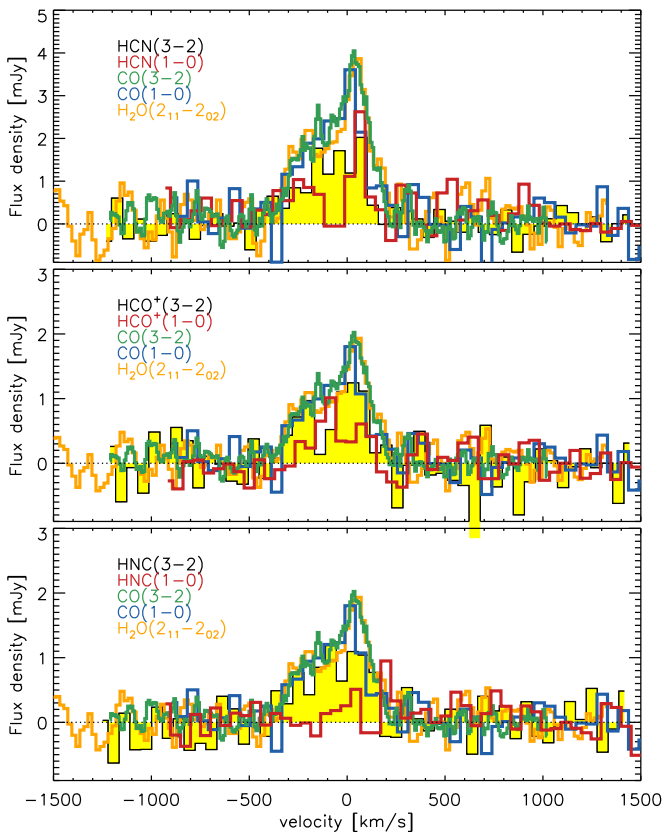 5
4
3
2
1
0
Flux density [mJy]
HCN(3−2)
HCN(1−0)
CO(3−2)
CO(1−0)
H₂O(2₁₁−2₀₂)
3
2
1
0
Flux density [mJy]
HCO⁺(3−2)
HCO⁺(1−0)
CO(3−2)
CO(1−0)
H₂O(2₁₁−2₀₂)
3
2
1
0
Flux density [mJy]
HNC(3−2)
HNC(1−0)
CO(3−2)
CO(1−0)
H₂O(2₁₁−2₀₂)
−1500 −1000 −500 0 500 1000 1500
velocity [km/s]